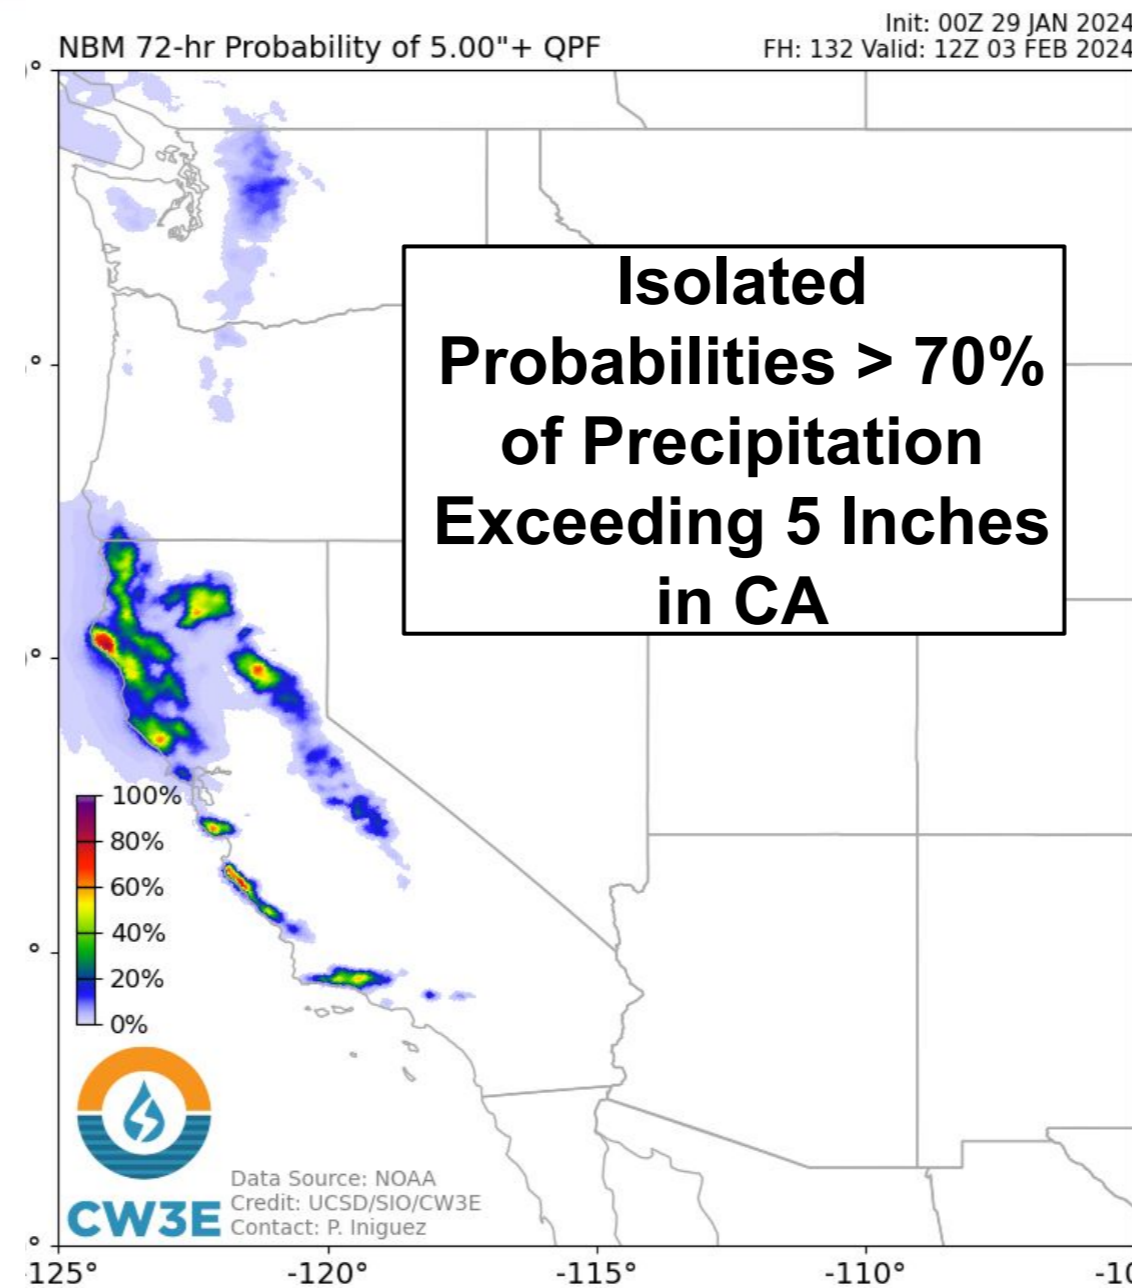 Init: 00Z 29 JAN 2024
NBM 72-hr Probability of 5.00"+ QPF
FH: 132 Valid: 12Z 03 FEB 2024
Isolated
Probabilities > 70%
of Precipitation
Exceeding 5 Inches
in CA
100%
80%
60%
40%
20%
0%
CW3E
Data Source: NOAA
Credit: UCSD/SIO/CW3E
Contact: P. Iniguez
-120°
-115°
-110°